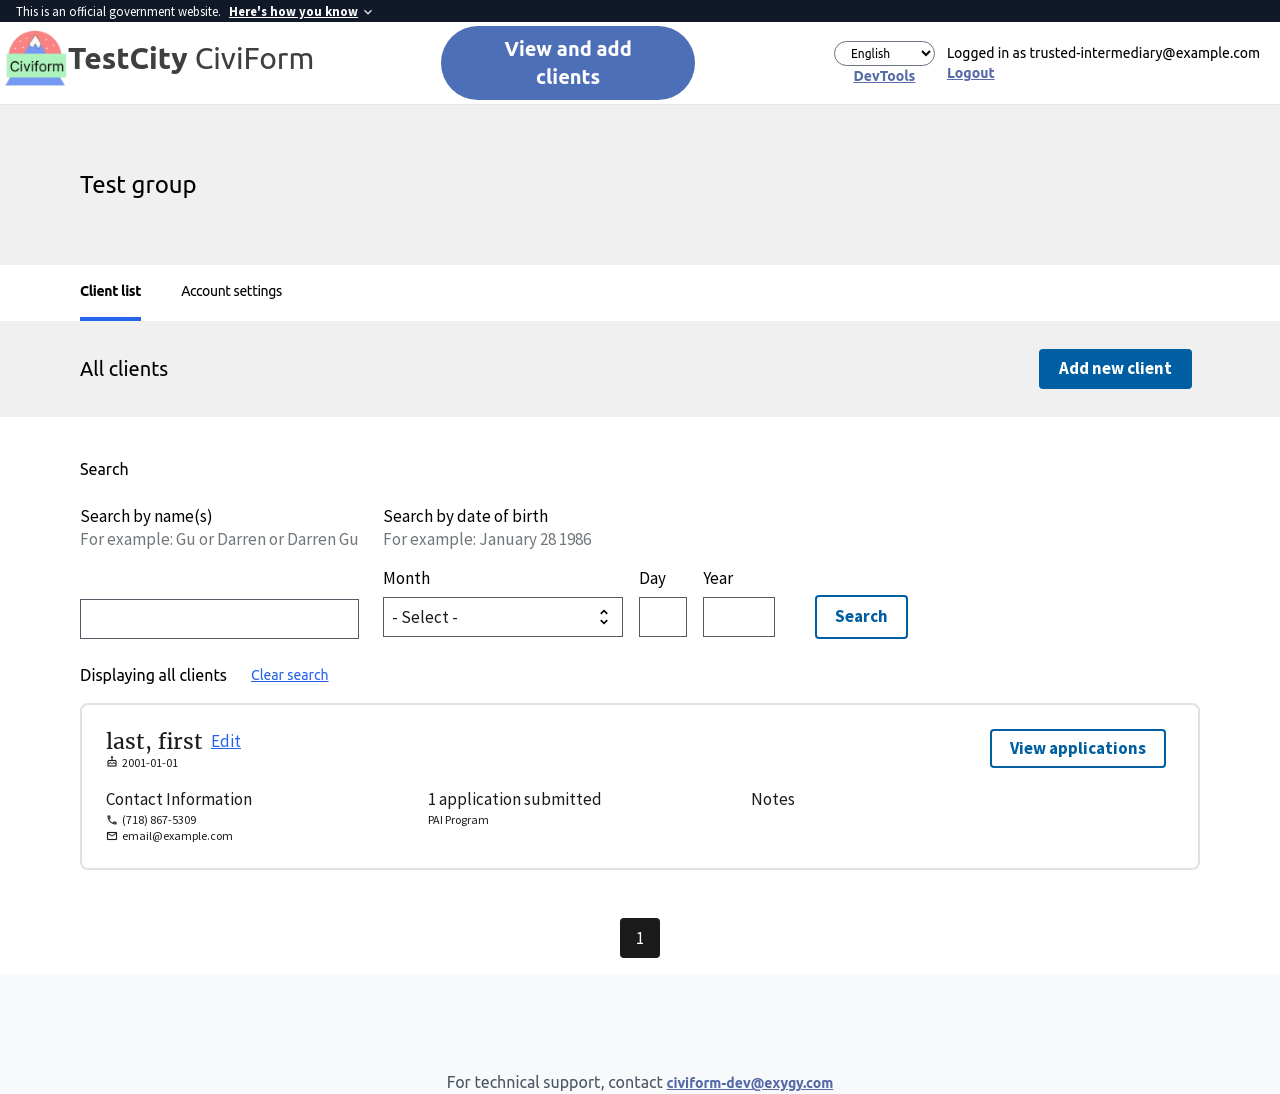 This is an official government website. Here's how you know
Civiform
TestCity CiviForm
View and add
clients
English
DevTools
Logged in as trusted-intermediary@example.com
Logout
Test group
Client list
Account settings
All clients
Add new client
Search
Search by name(s)
For example: Gu or Darren or Darren Gu
Search by date of birth
For example: January 28 1986
Month
Day
Year
- Select -
Search
Displaying all clients
Clear search
last, first Edit
2001-01-01
View applications
Contact Information
(718) 867-5309
email@example.com
1 application submitted
PAI Program
Notes
1
For technical support, contact civiform-dev@exygy.com